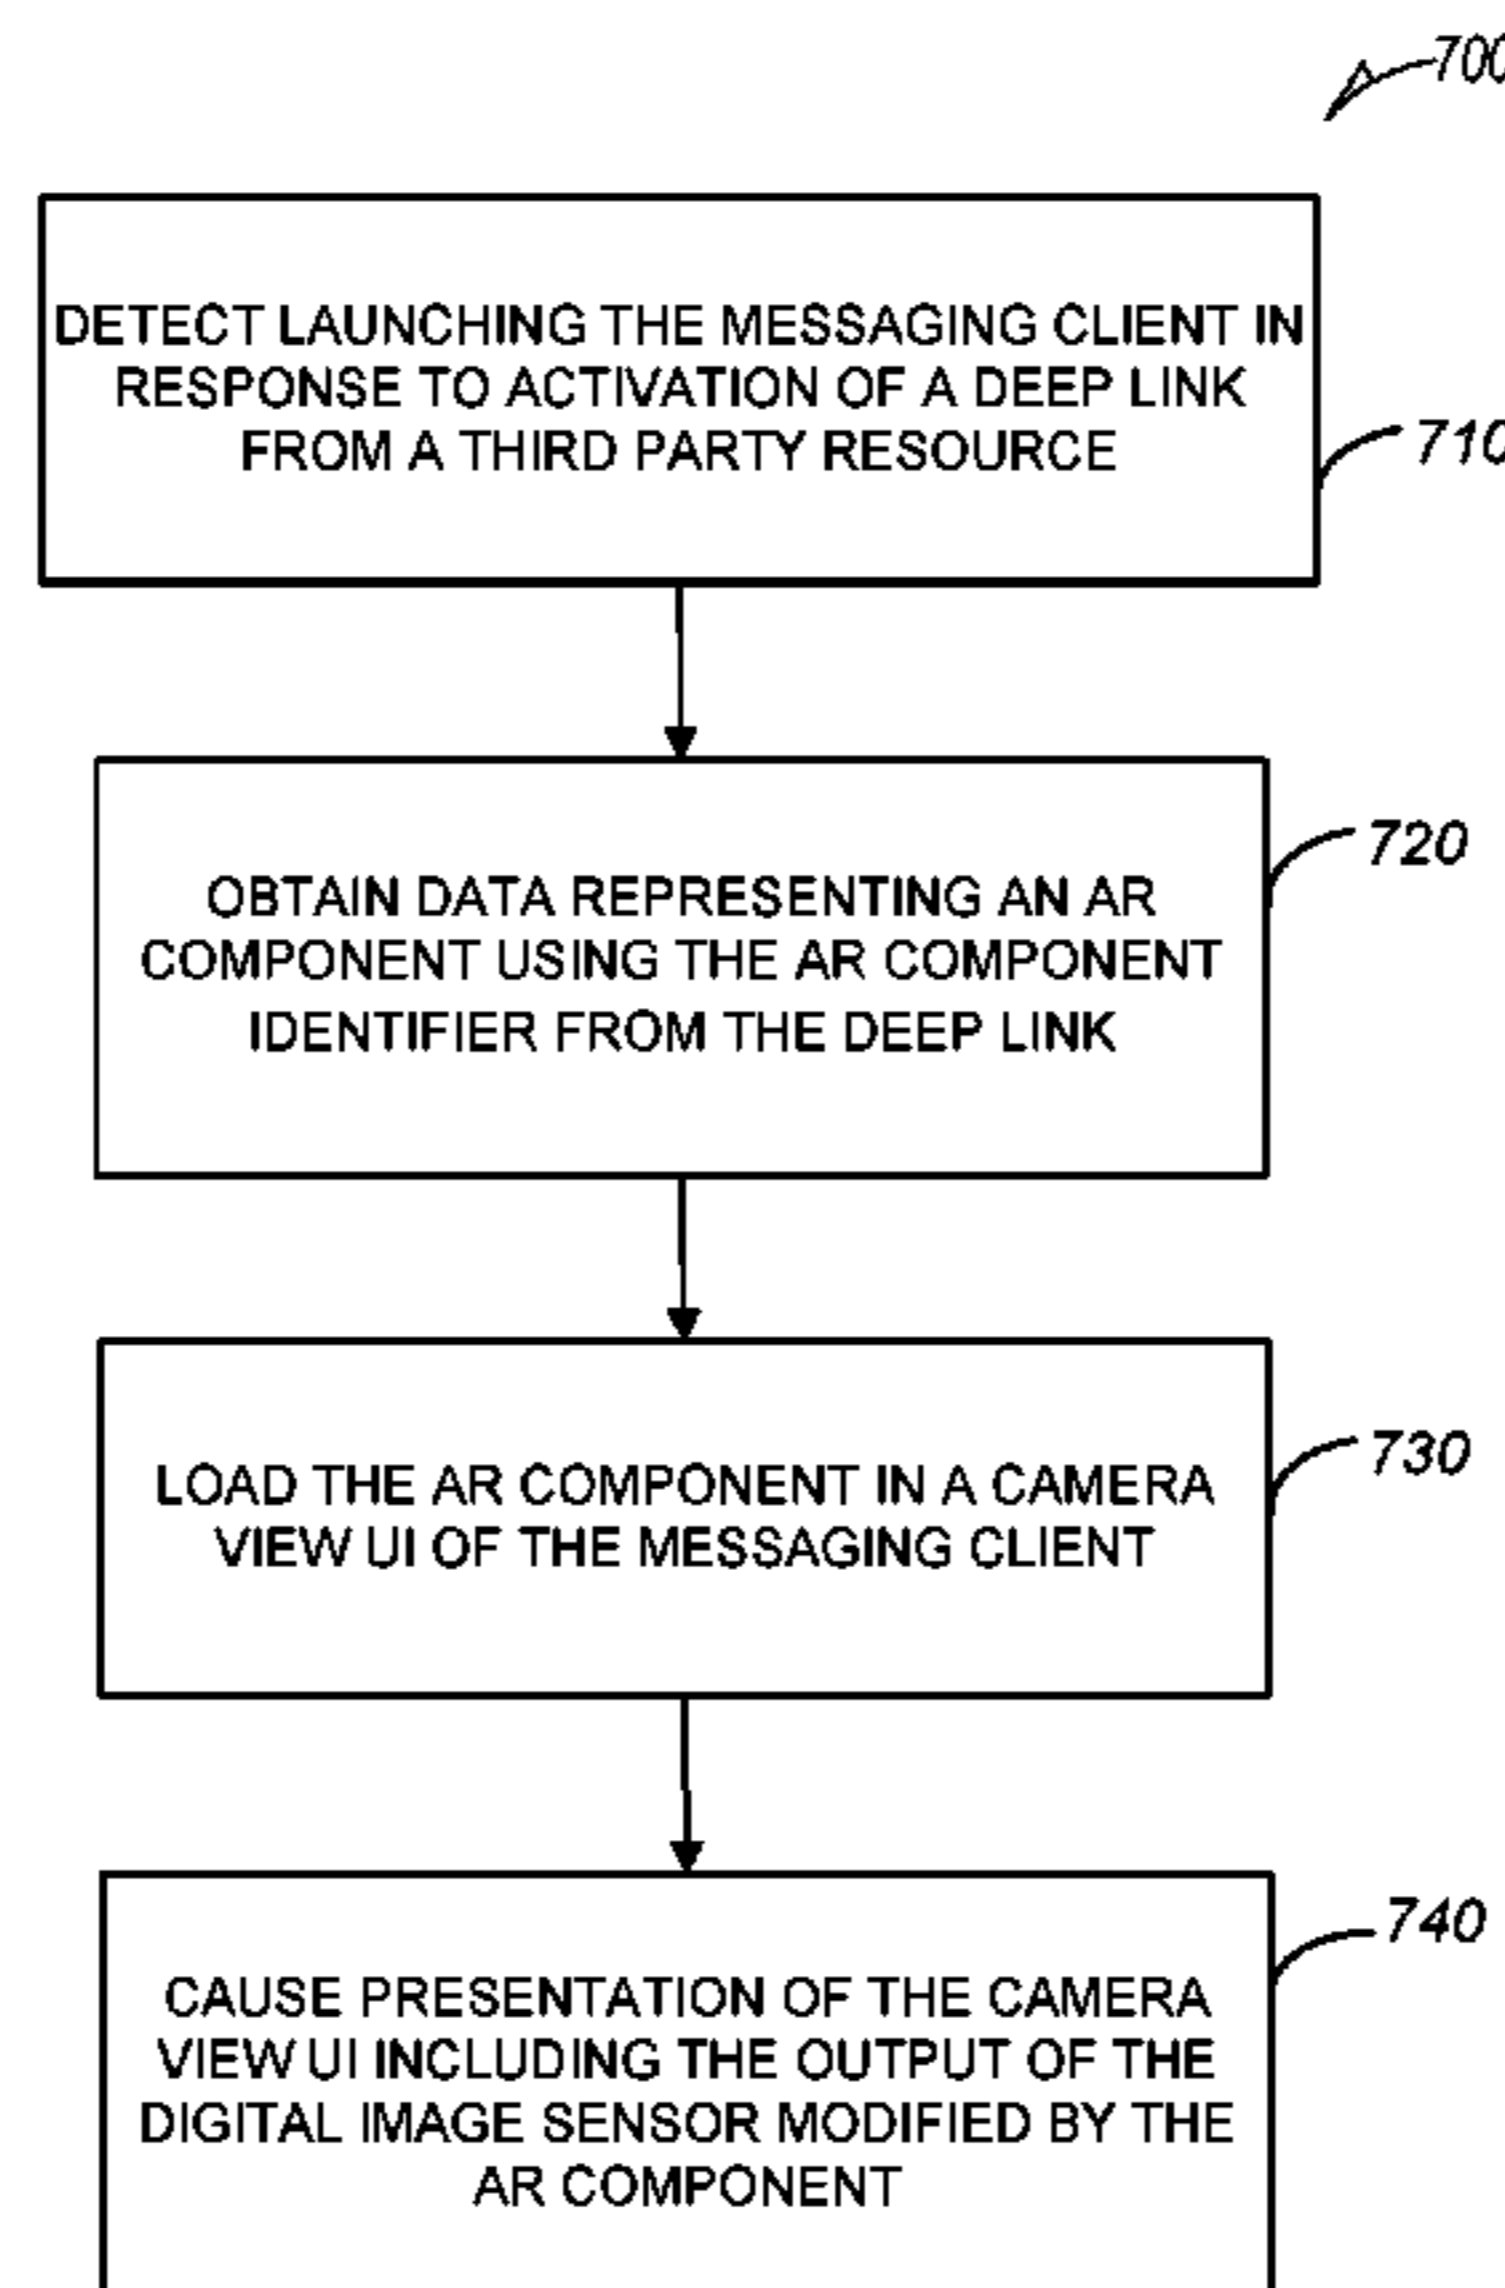 700
DETECT LAUNCHING THE MESSAGING CLIENT IN
RESPONSE TO ACTIVATION OF A DEEP LINK
FROM A THIRD PARTY RESOURCE
710
OBTAIN DATA REPRESENTING AN AR
COMPONENT USING THE AR COMPONENT
IDENTIFIER FROM THE DEEP LINK
720
LOAD THE AR COMPONENT IN A CAMERA
VIEW UI OF THE MESSAGING CLIENT
730
CAUSE PRESENTATION OF THE CAMERA
VIEW UI INCLUDING THE OUTPUT OF THE
DIGITAL IMAGE SENSOR MODIFIED BY THE
AR COMPONENT
740